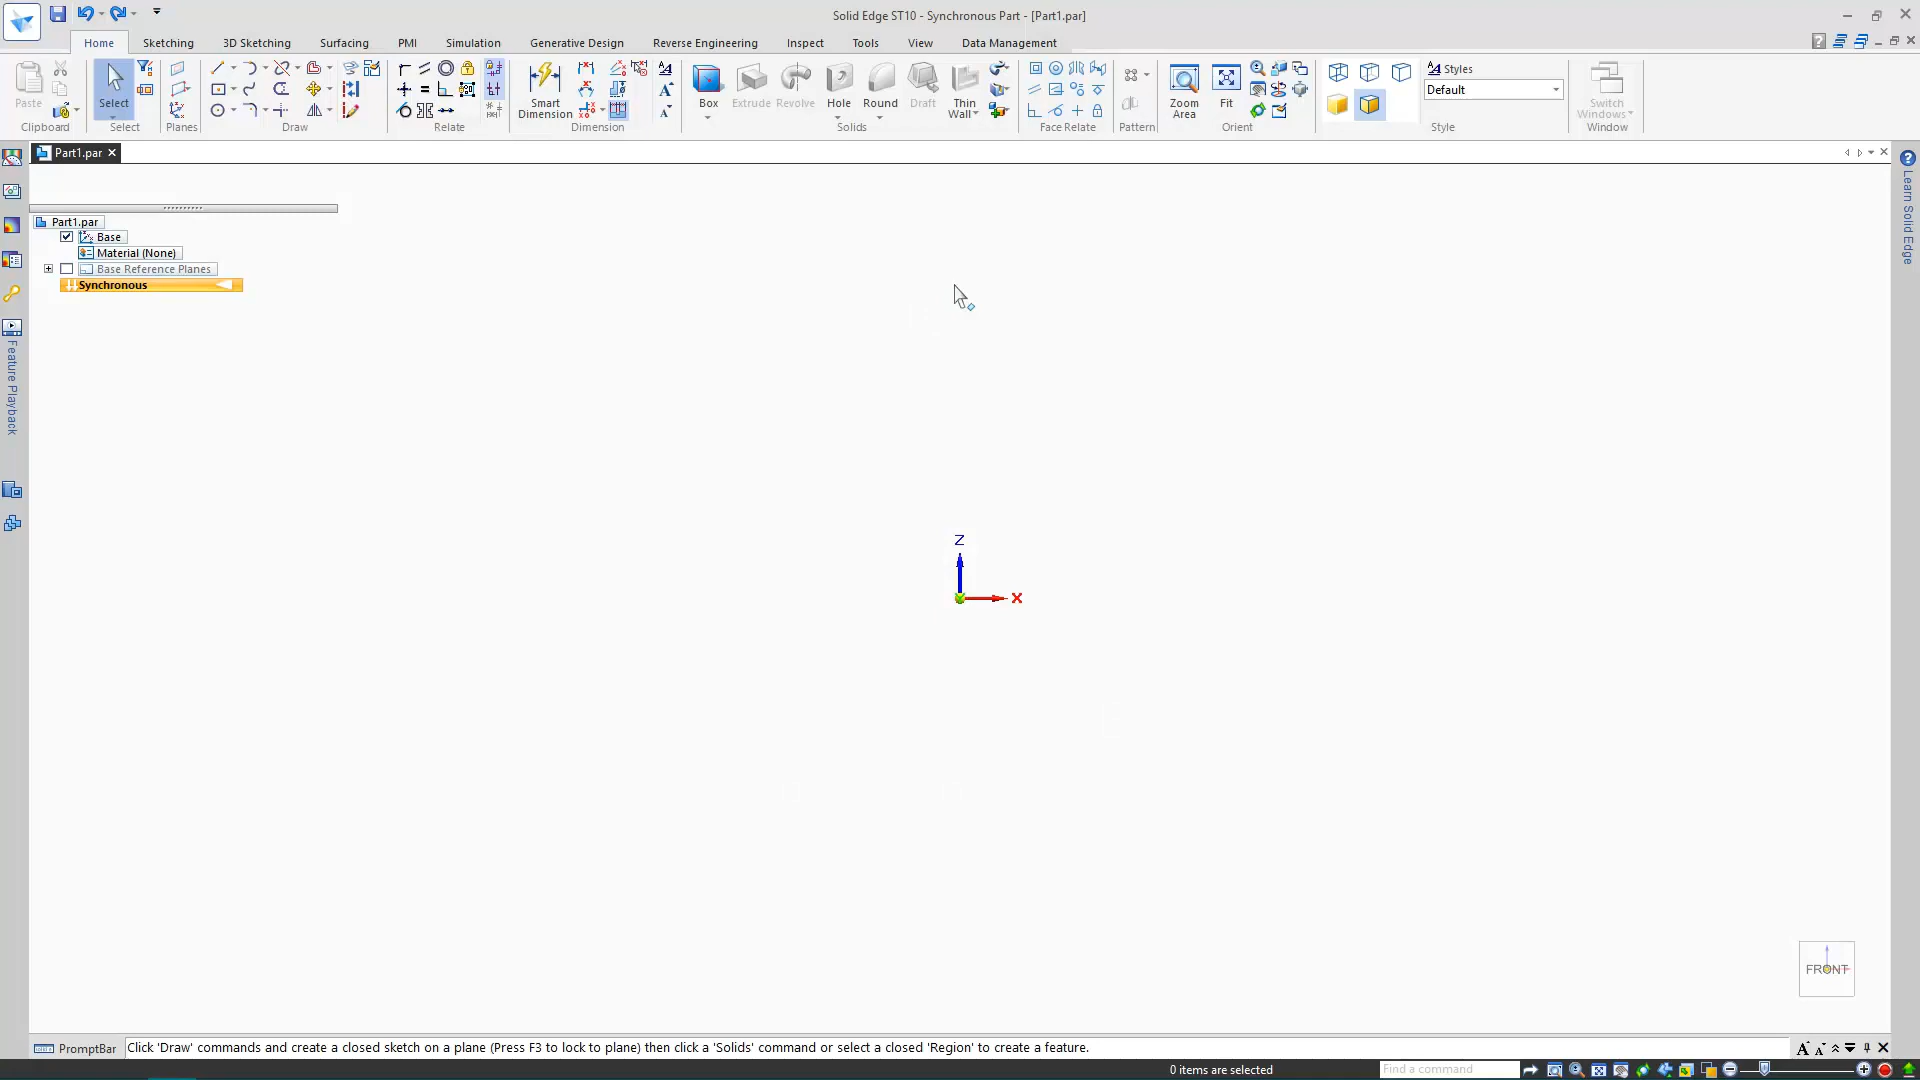 Solid Edge ST10 - Synchronous Part - [Part1.par]
Home Sketching 3D Sketching Surfacing PMI Simulation Generative Design Reverse Engineering Inspect Tools View Data Management
Paste
Clipboard
Select
Select
Planes
Draw
Relate
Smart
Dimension
Dimension
Box
Extrude
Revolve
Hole
Round
Draft
Thin
Wall
Solids
Face Relate
Pattern
Zoom
Area
Fit
Orient
Styles
Default
Style
Switch
Windows
Window
Part1.par
Part1.par
Base
Material (None)
Base Reference Planes
Synchronous
Feature Playback
Learn Solid Edge
Z
X
FRONT
PromptBar
Click 'Draw' commands and create a closed sketch on a plane (Press F3 to lock to plane) then click a 'Solids' command or select a closed 'Region' to create a feature.
0 items are selected
Find a command